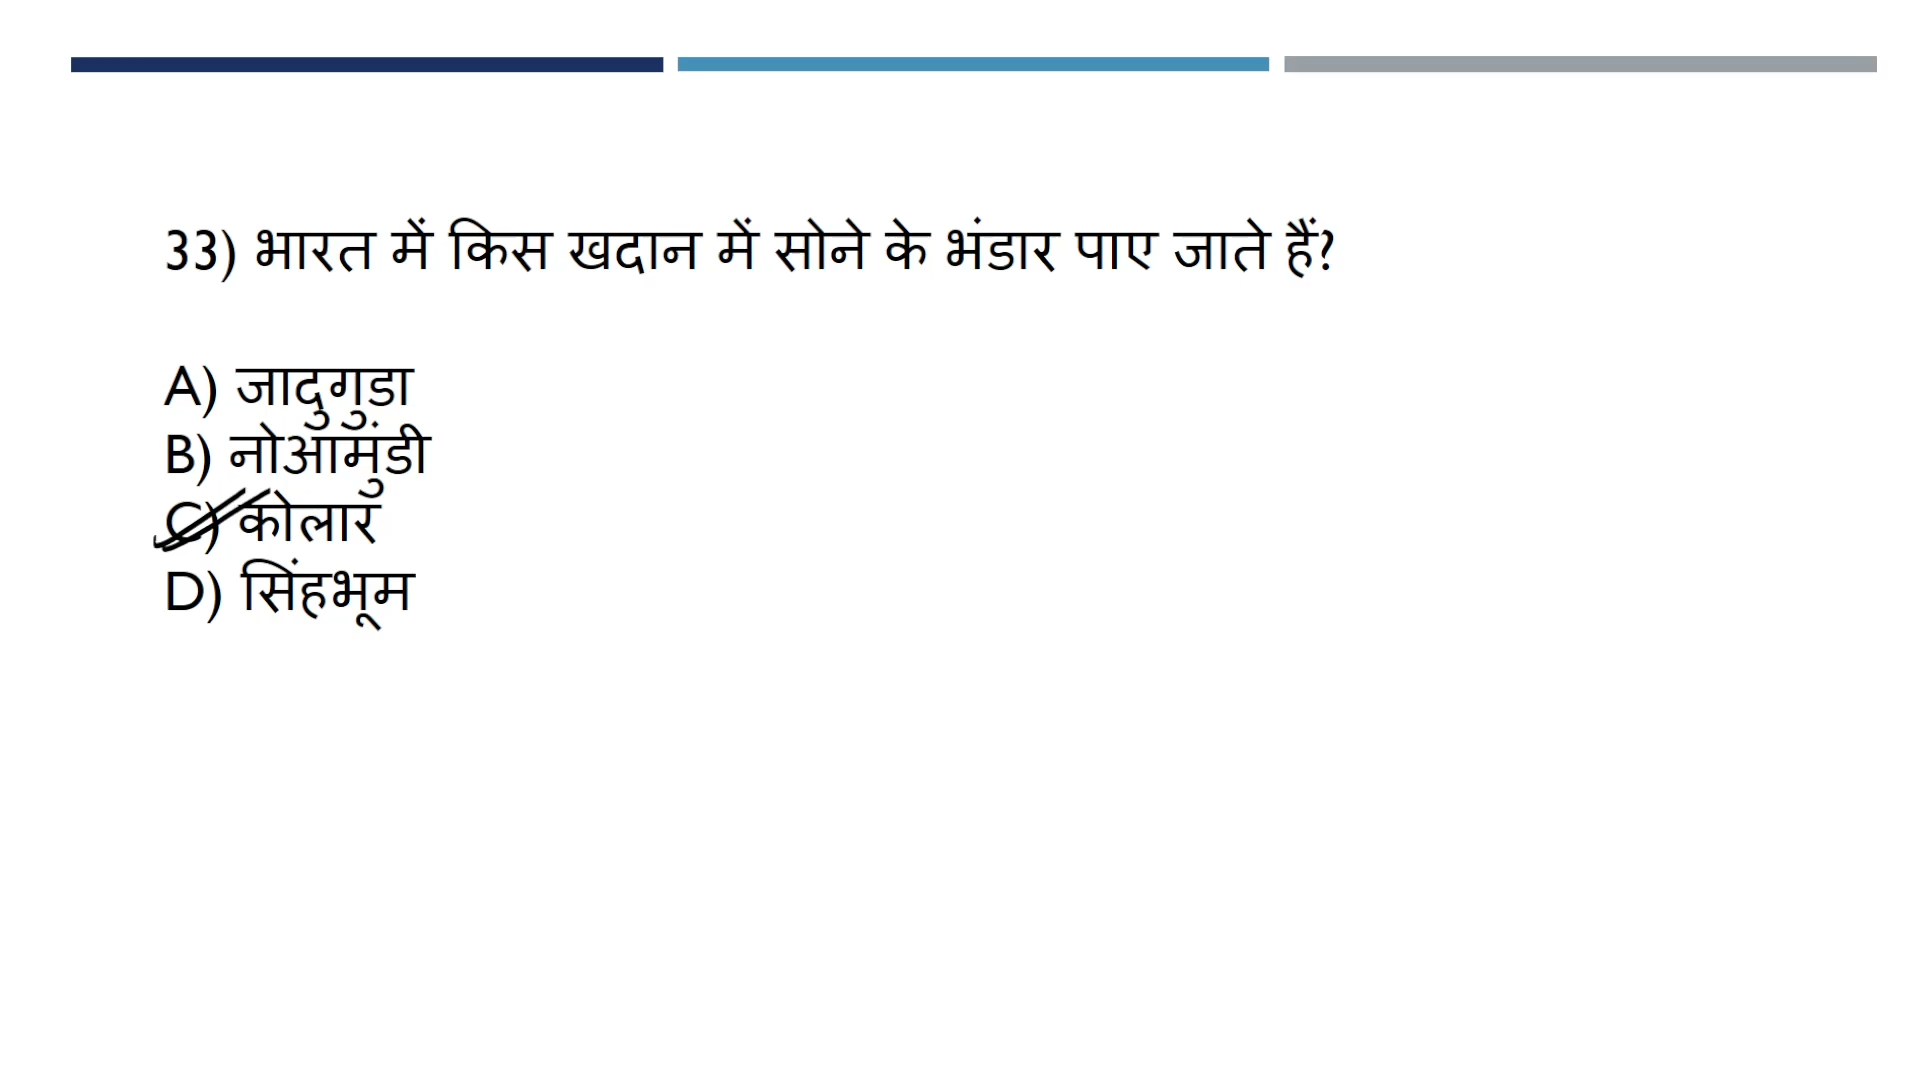 33) भारत में किस खदान में सोने के भंडार पाए जाते हैं?
A) जादुगुडा
B) नोआमुंडी
C) कोलार
D) सिंहभूम